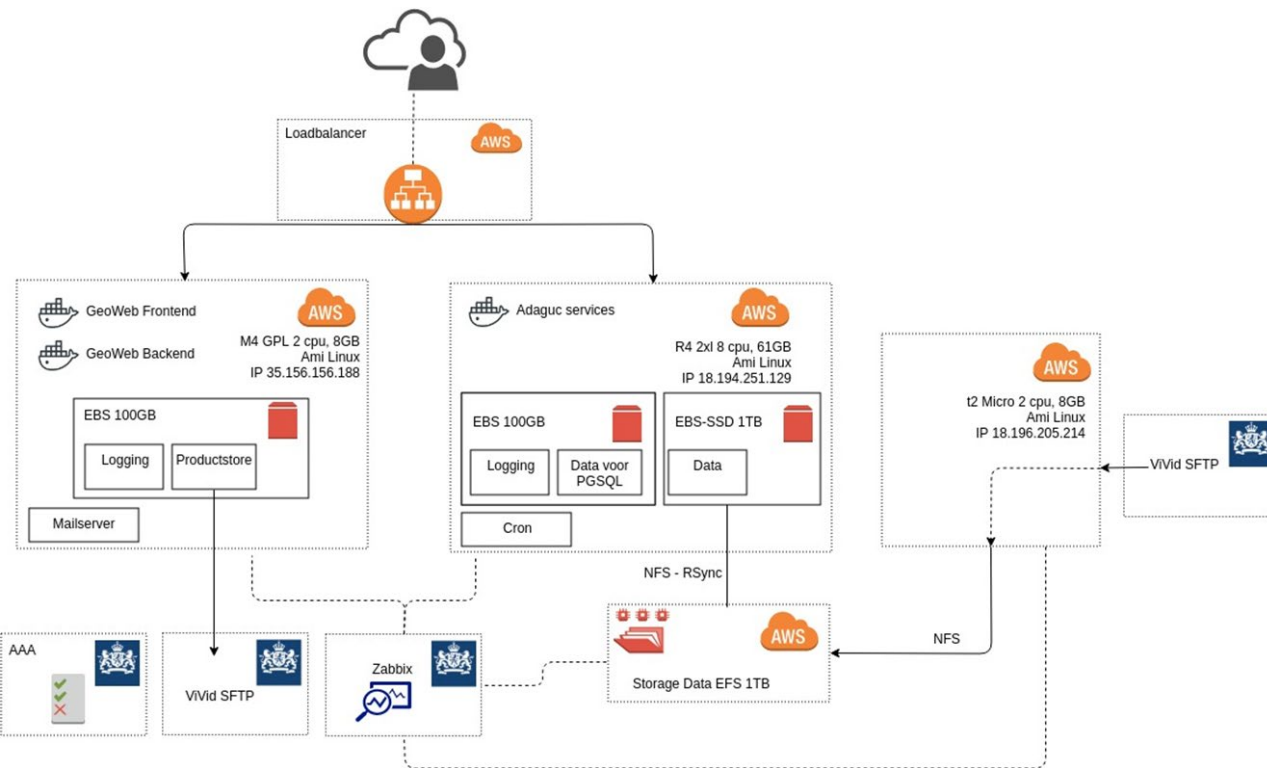 Loadbalancer
AWS
GeoWeb Frontend
GeoWeb Backend
AWS
M4 GPL 2 cpu, 8GB
Ami Linux
IP 35.156.156.188
EBS 100GB
Logging
Productstore
Mailserver
Adaguc services
AWS
R4 2xl 8 cpu, 61GB
Ami Linux
IP 18.194.251.129
EBS 100GB
Logging
Data voor
PGSQL
EBS-SSD 1TB
Data
Cron
AWS
t2 Micro 2 cpu, 8GB
Ami Linux
IP 18.196.205.214
ViVid SFTP
NFS - RSync
NFS
AAA
ViVid SFTP
Zabbix
AWS
Storage Data EFS 1TB